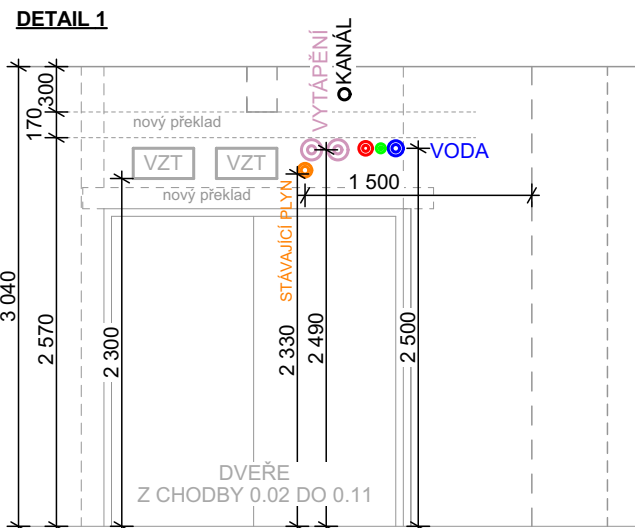 DETAIL 1
KANÁL
VYTÁPĚNÍ
300
170
nový překlad
VZT
VZT
VODA
nový překlad
1 500
STÁVAJÍCÍ PLYN
3 040
2 570
2 300
2 330
2 490
2 500
DVEŘE
Z CHODBY 0.02 DO 0.11